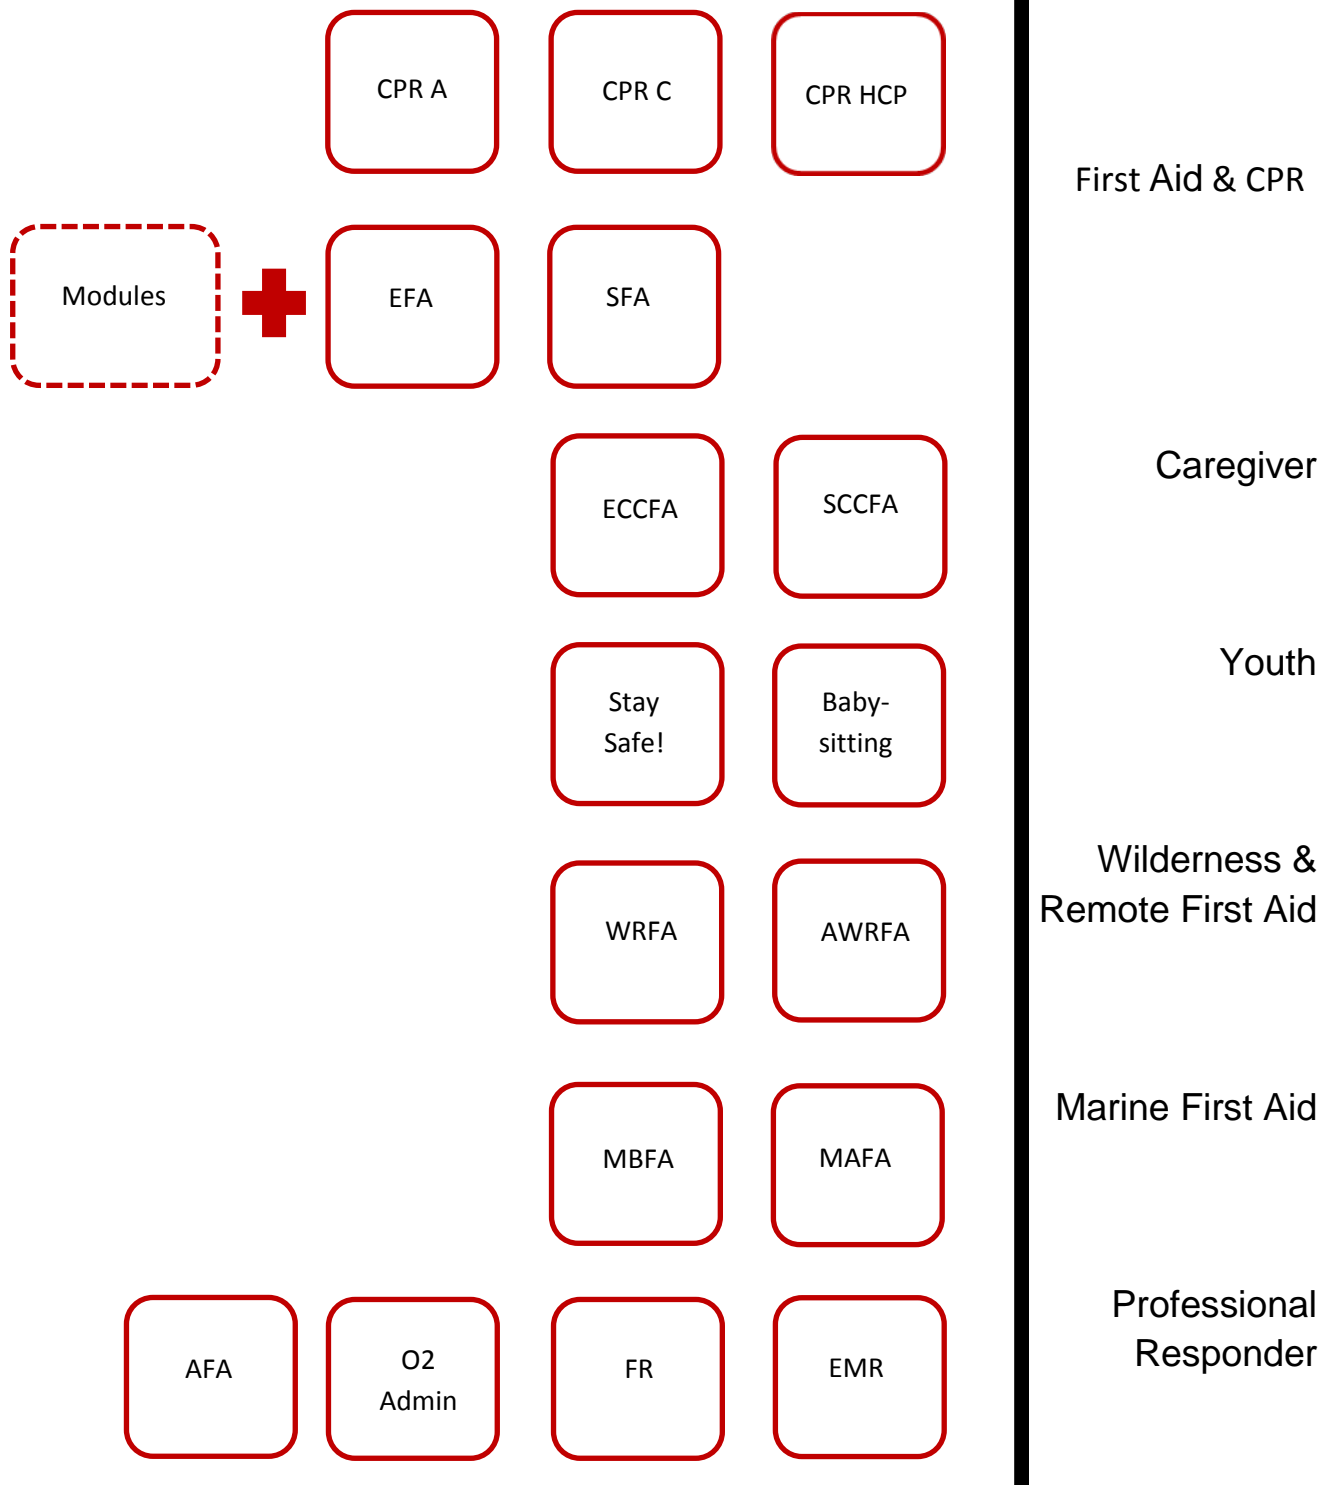 CPR A
CPR C
CPR HCP
First Aid & CPR
Modules
EFA
SFA
ECCFA
SCCFA
Caregiver
Stay
Safe!
Baby-
sitting
Youth
WRFA
AWRFA
Wilderness &
Remote First Aid
MBFA
MAFA
Marine First Aid
AFA
O2
Admin
FR
EMR
Professional
Responder